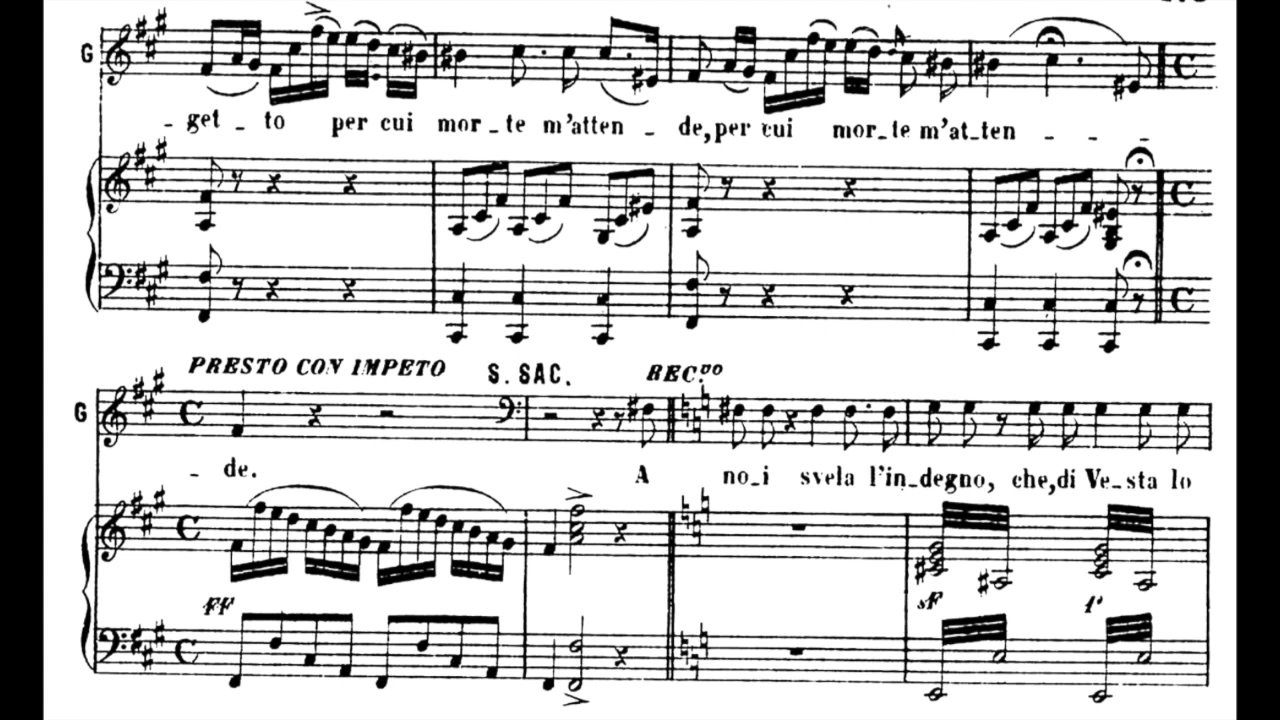 G
- get - to per cui mor - te m'atten - de, per cui mor - te m'at - ten - - -
PRESTO CON IMPETO S. SAC. REC.vo
G
- de. A no - i svela l'in - degno, che, di Ve - sta lo
FF sF